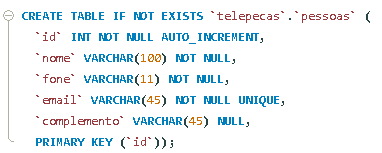 CREATE TABLE IF NOT EXISTS `telepecas`.`pessoas` (
`id` INT NOT NULL AUTO_INCREMENT,
`nome` VARCHAR(100) NOT NULL,
`fone` VARCHAR(11) NOT NULL,
`email` VARCHAR(45) NOT NULL UNIQUE,
`complemento` VARCHAR(45) NULL,
PRIMARY KEY (`id`));